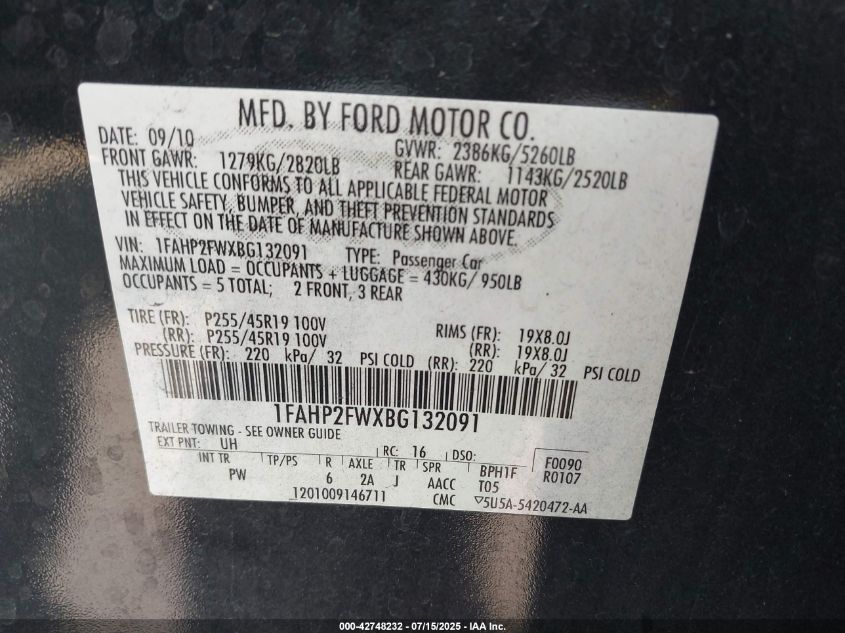 MFD. BY FORD MOTOR CO.
DATE: 09/10 GVWR: 2386KG/5260LB
FRONT GAWR: 1279KG/2820LB REAR GAWR: 1143KG/2520LB
THIS VEHICLE CONFORMS TO ALL APPLICABLE FEDERAL MOTOR
VEHICLE SAFETY, BUMPER, AND THEFT PREVENTION STANDARDS
IN EFFECT ON THE DATE OF MANUFACTURE SHOWN ABOVE.
VIN: 1FAHP2FWXBG132091 TYPE: Passenger Car
MAXIMUM LOAD = OCCUPANTS + LUGGAGE = 430KG/950LB
OCCUPANTS = 5 TOTAL; 2 FRONT, 3 REAR
TIRE (FR): P255/45R19 100V RIMS (FR): 19X8.0J
(RR): P255/45R19 100V (RR): 19X8.0J
PRESSURE (FR): 220 kPa/ 32 PSI COLD (RR): 220 kPa/32 PSI COLD
1FAHP2FWXBG132091
TRAILER TOWING - SEE OWNER GUIDE
EXT PNT: UH RC: 16 DSO: F0090
INT TR TP/PS R AXLE TR SPR BPH1F R0107
PW 6 2A J AACC T05
1201009146711 CMC ▽5U5A-5420472-AA
000-42748232 - 07/15/2025 - IAA Inc.